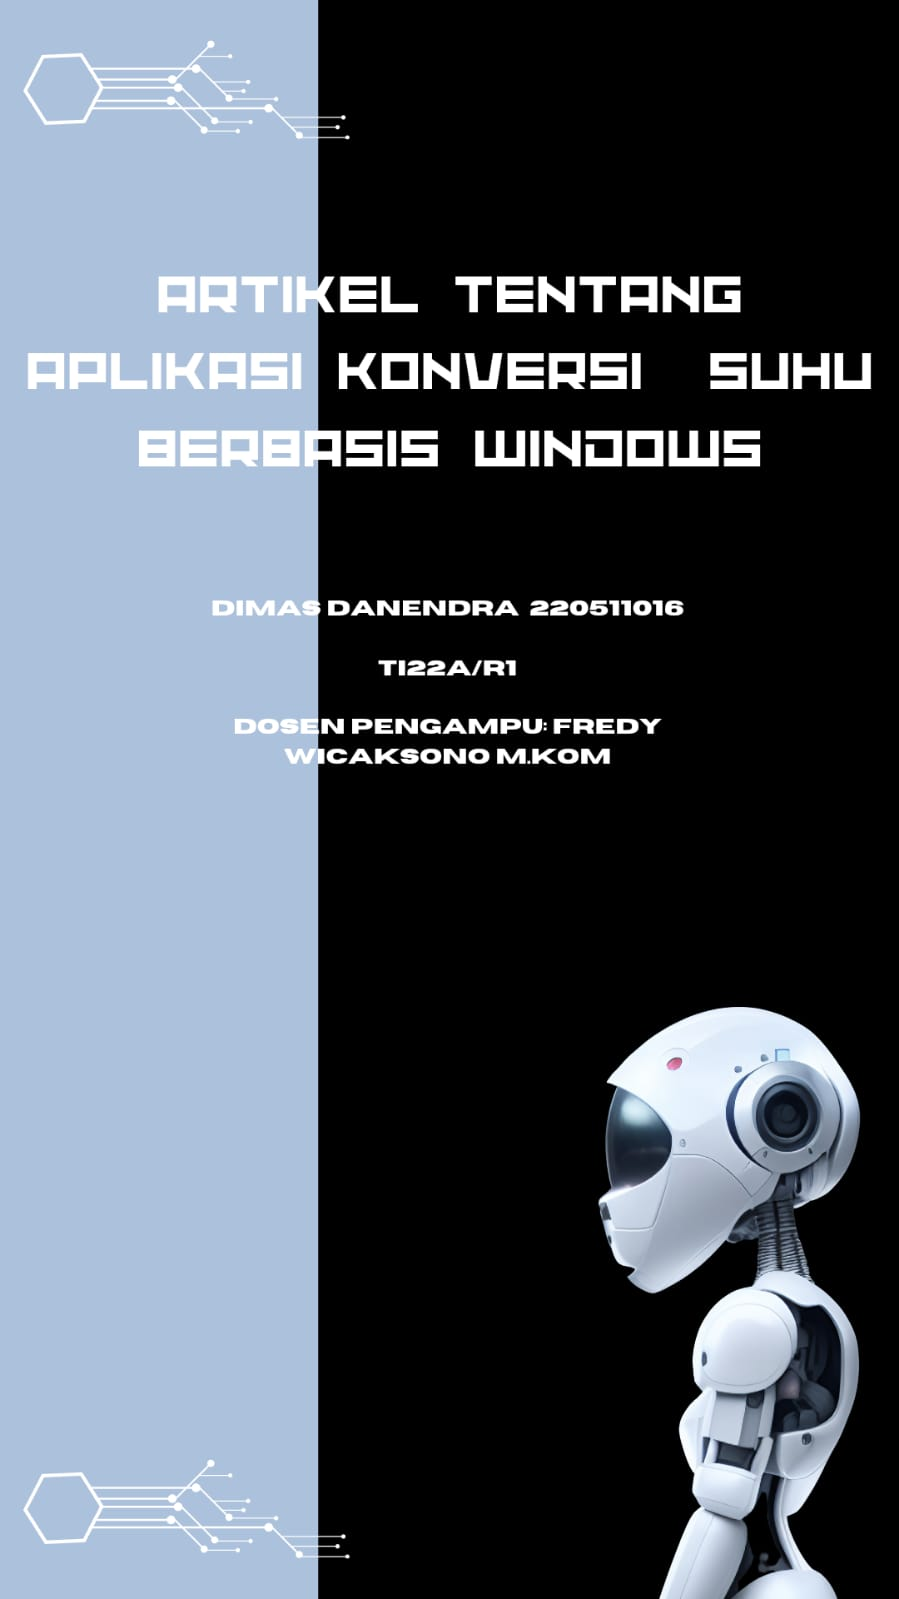 ARTIKEL TENTANG
APLIKASI KONVERSI SUHU
BERBASIS WINDOWS
DIMAS DANENDRA 220511016
TI22A/R1
DOSEN PENGAMPU: FREDY
WICAKSONO M.KOM